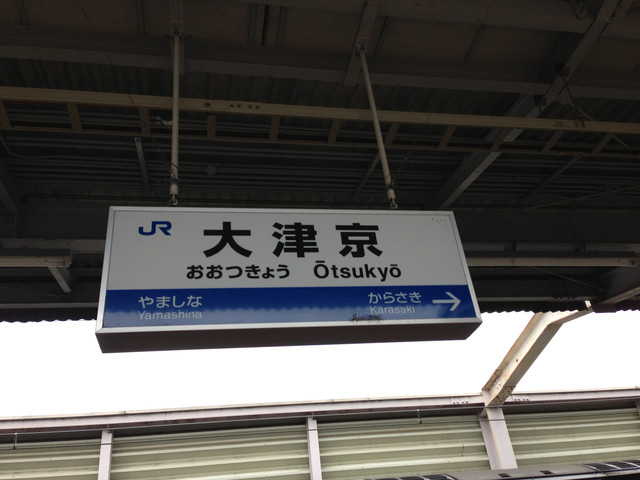 JR 大津京
おおつきょう Ōtsukyō
やましな からさき →
Yamashina Karasaki